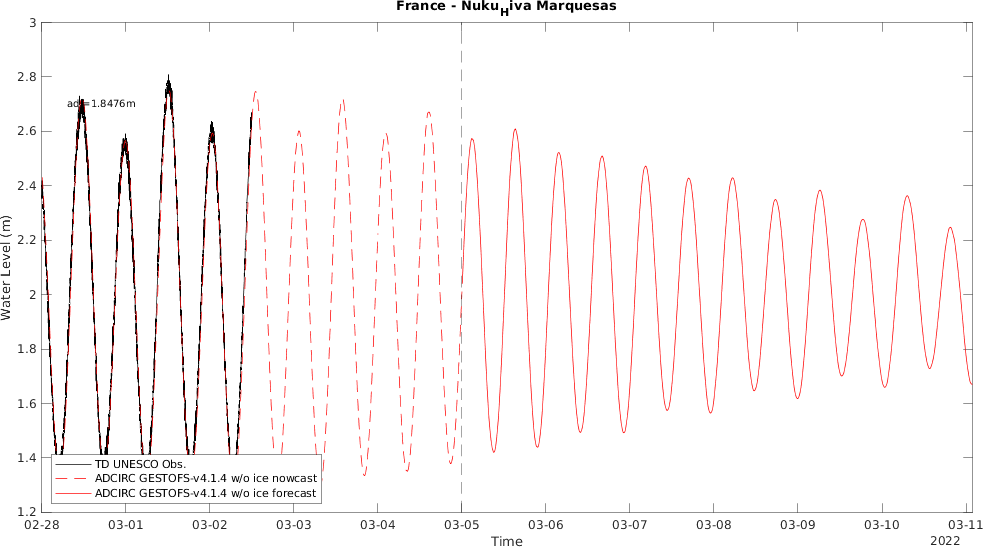 France - Nuku_Hiva Marquesas
3
2.8
2.6
2.4
2.2
2
1.8
1.6
1.4
1.2
Water Level (m)
=1.8476m
TD UNESCO Obs.
ADCIRC GESTOFS-v4.1.4 w/o ice nowcast
ADCIRC GESTOFS-v4.1.4 w/o ice forecast
02-28 03-01 03-02 03-03 03-04 03-05 03-06 03-07 03-08 03-09 03-10 03-11
Time
2022